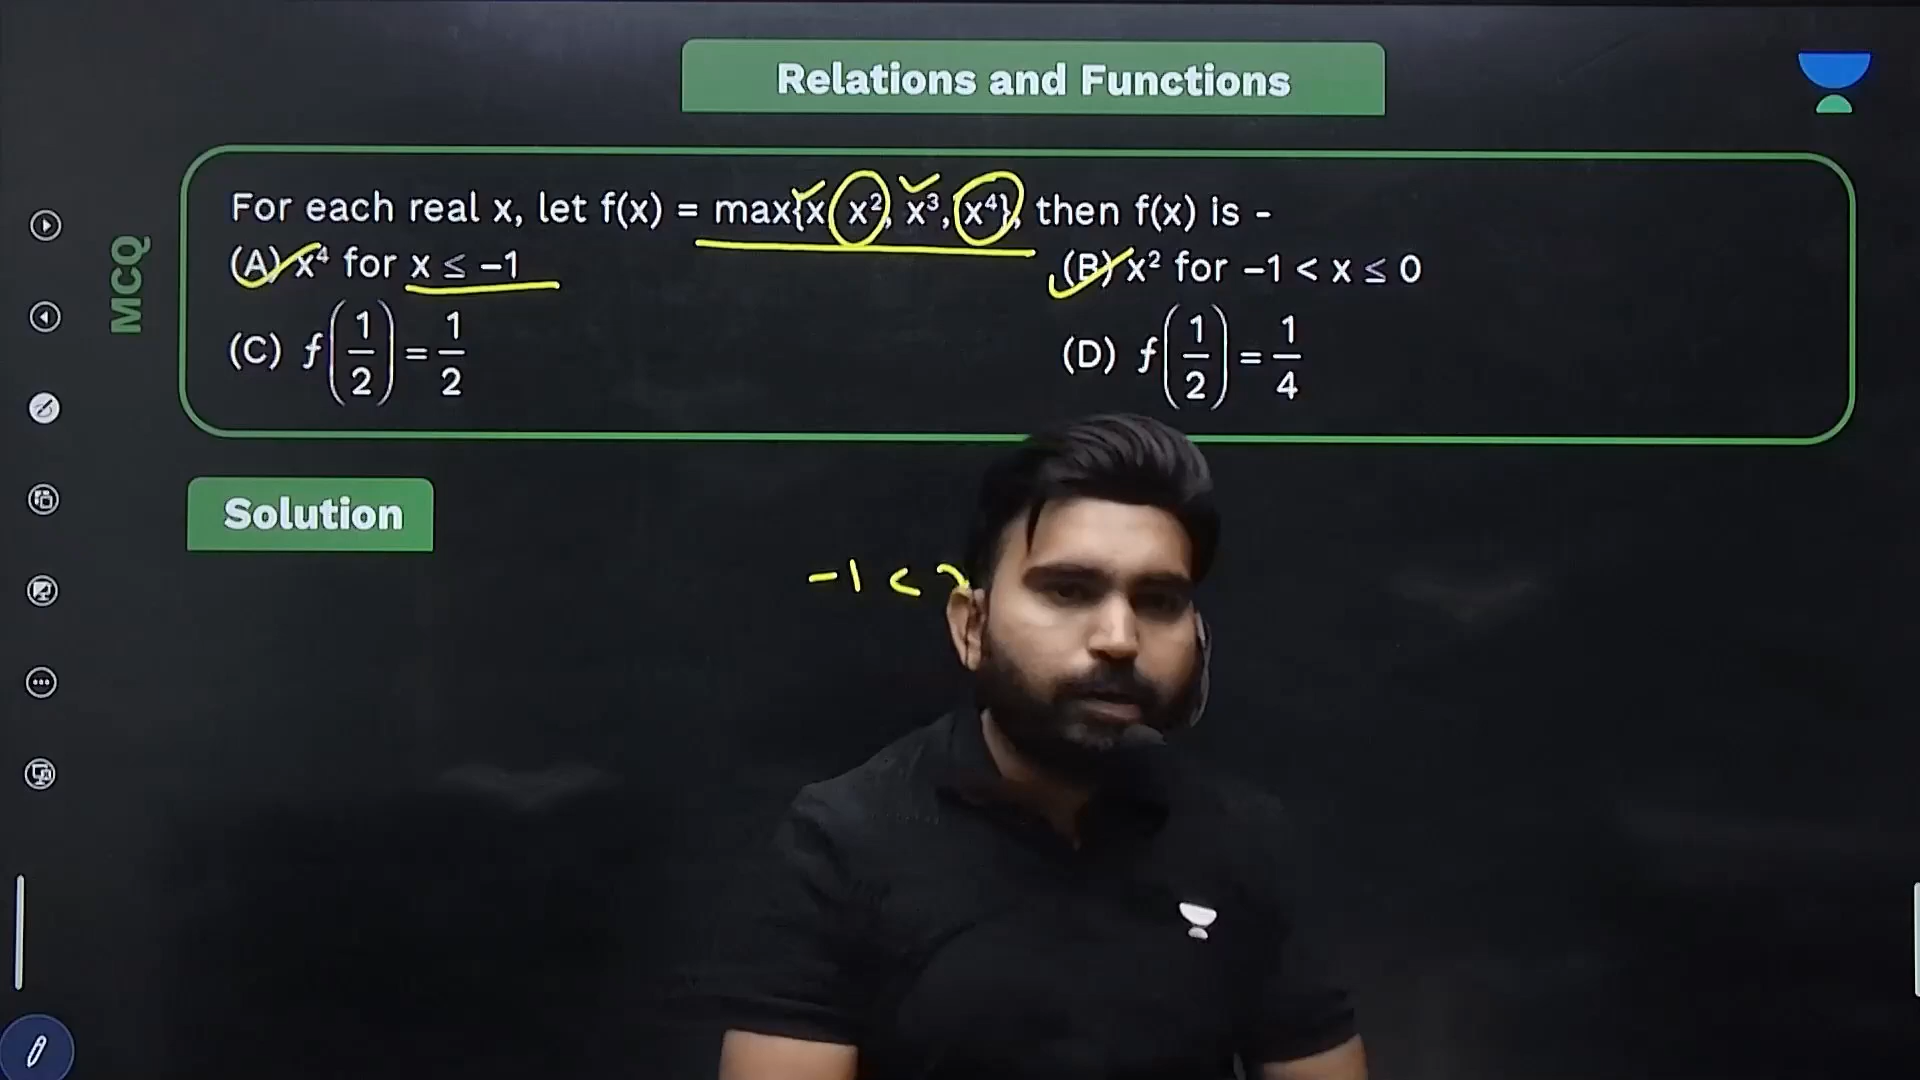 Relations and Functions
MCQ
For each real x, let f(x) = max{x, x², x³, x⁴}, then f(x) is -
(A) x⁴ for x ≤ −1
(B) x² for −1 < x ≤ 0
(C) f(1/2) = 1/2
(D) f(1/2) = 1/4
Solution
−1 <